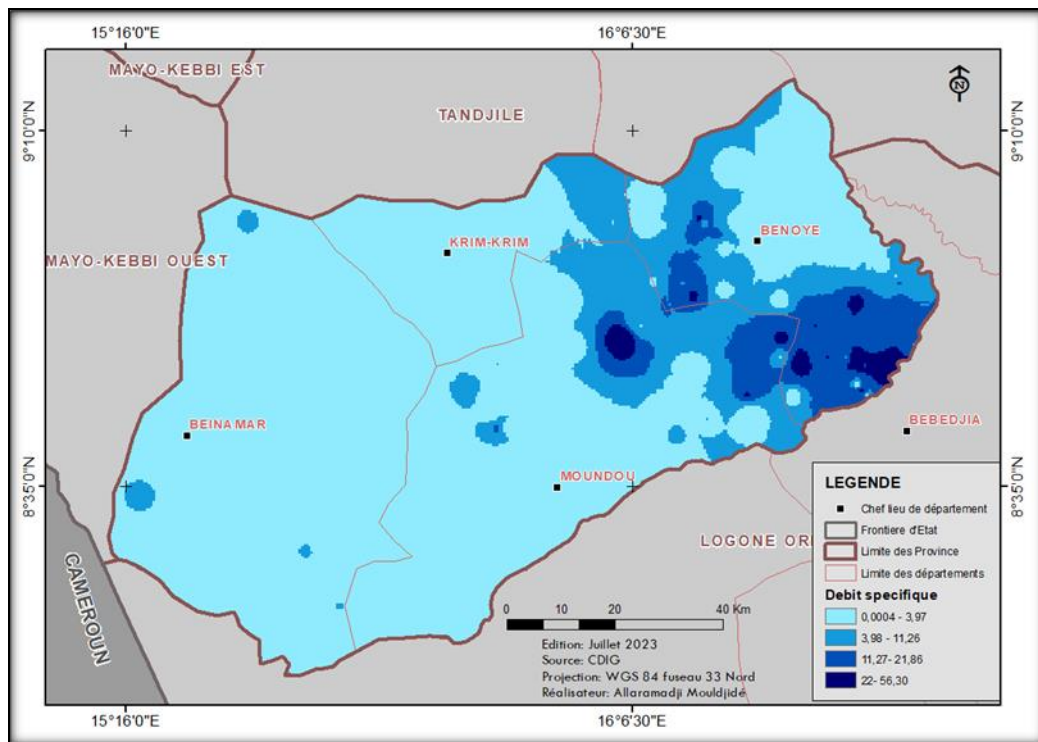 15°16'0"E
16°6'30"E
MAYO-KEBBI EST
TANDJILE
N
9°10'0"N
9°10'0"N
BENOYE
KRIM-KRIM
MAYO-KEBBI OUEST
BEINAMAR
BEBEDJIA
MOUNDOU
8°35'0"N
8°35'0"N
LOGONE ORI
CAMEROUN
LEGENDE
Chef lieu de département
Frontiere d'Etat
Limite des Province
Limite des départements
Debit specifique
0,0004 - 3,97
3,98 - 11,26
11,27- 21,86
22- 56,30
0 10 20 40 Km
Edition: Juillet 2023
Source: CDIG
Projection: WGS 84 fuseau 33 Nord
Réalisateur: Allaramadji Mouldjidé
15°16'0"E
16°6'30"E